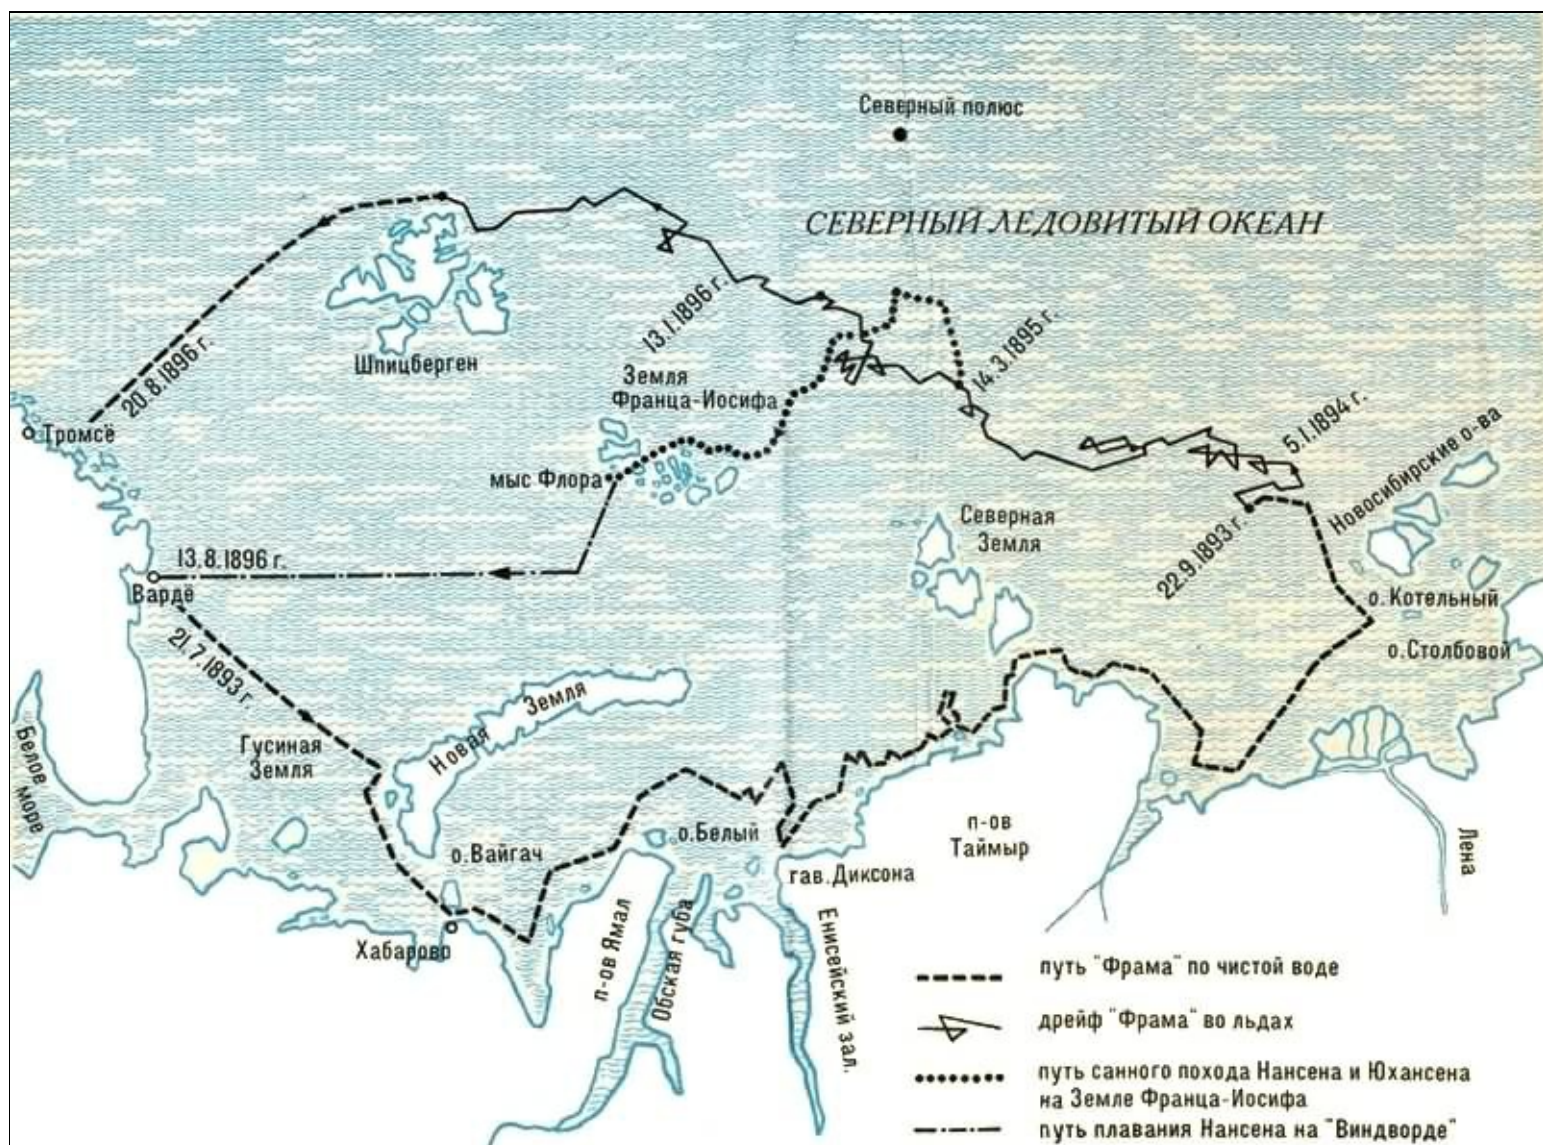 Северный полюс
СЕВЕРНЫЙ ЛЕДОВИТЫЙ ОКЕАН
13.1.1896 г.
14.3.1895 г.
Шпицберген
20.8.1896 г.
Земля
Франца-Иосифа
5.1.1894 г.
Тромсё
Новосибирские о-ва
мыс Флора
Северная
Земля
22.9.1893 г.
13.8.1896 г.
Вардё
о.Котельный
21.7.1893 г.
о.Столбовой
Новая Земля
Гусиная
Земля
Белое море
о.Вайгач
о.Белый
п-ов
Таймыр
Лена
гав.Диксона
Хабарово
п-ов Ямал
Обская губа
Енисейский зал.
путь "Фрама" по чистой воде
дрейф "Фрама" во льдах
путь санного похода Нансена и Юхансена
на Земле Франца-Иосифа
путь плавания Нансена на "Виндворде"